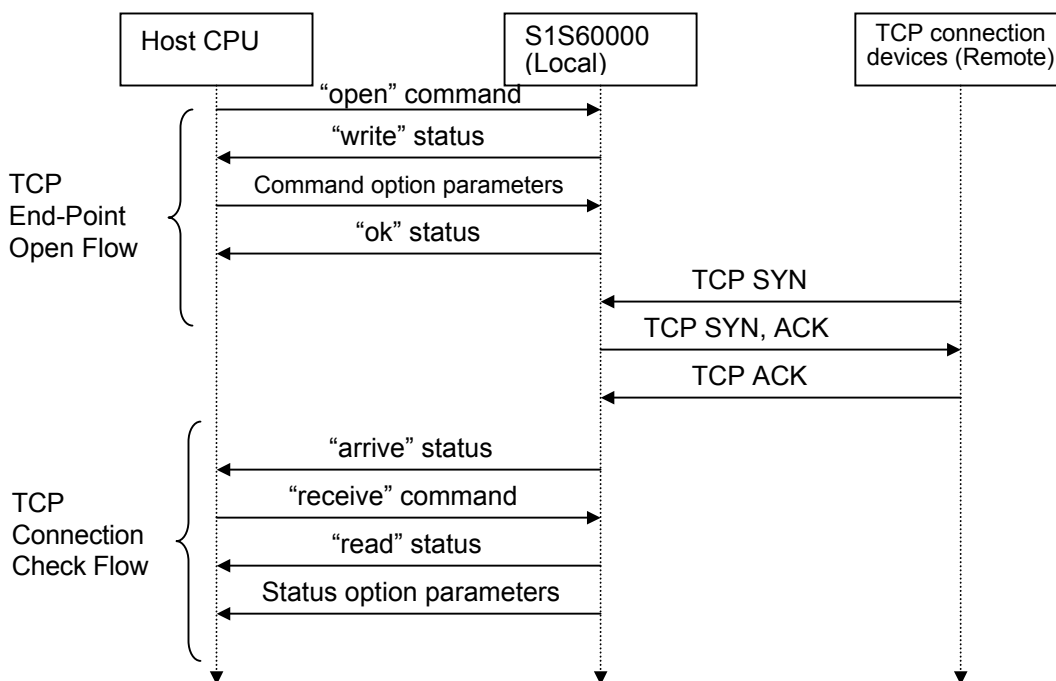 Host CPU
S1S60000
(Local)
TCP connection
devices (Remote)
“open” command
“write” status
Command option parameters
“ok” status
TCP
End-Point
Open Flow
TCP SYN
TCP SYN, ACK
TCP ACK
“arrive” status
“receive” command
“read” status
Status option parameters
TCP
Connection
Check Flow